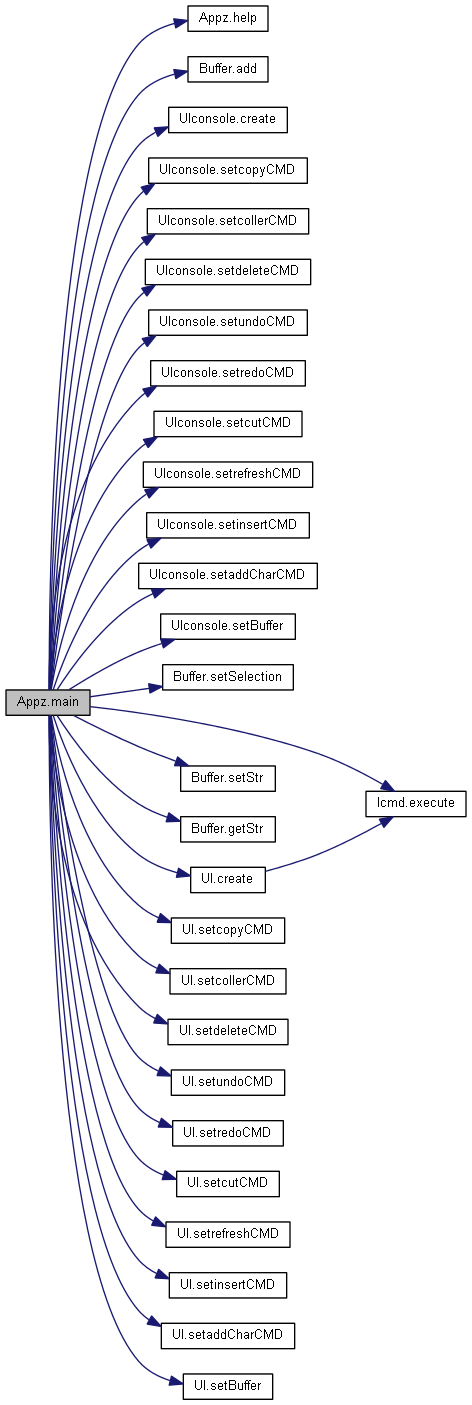 Appz.help
Buffer.add
UIconsole.create
UIconsole.setcopyCMD
UIconsole.setcollerCMD
UIconsole.setdeleteCMD
UIconsole.setundoCMD
UIconsole.setredoCMD
UIconsole.setcutCMD
UIconsole.setrefreshCMD
UIconsole.setinsertCMD
UIconsole.setaddCharCMD
UIconsole.setBuffer
Buffer.setSelection
Appz.main
Buffer.setStr
Icmd.execute
Buffer.getStr
UI.create
UI.setcopyCMD
UI.setcollerCMD
UI.setdeleteCMD
UI.setundoCMD
UI.setredoCMD
UI.setcutCMD
UI.setrefreshCMD
UI.setinsertCMD
UI.setaddCharCMD
UI.setBuffer